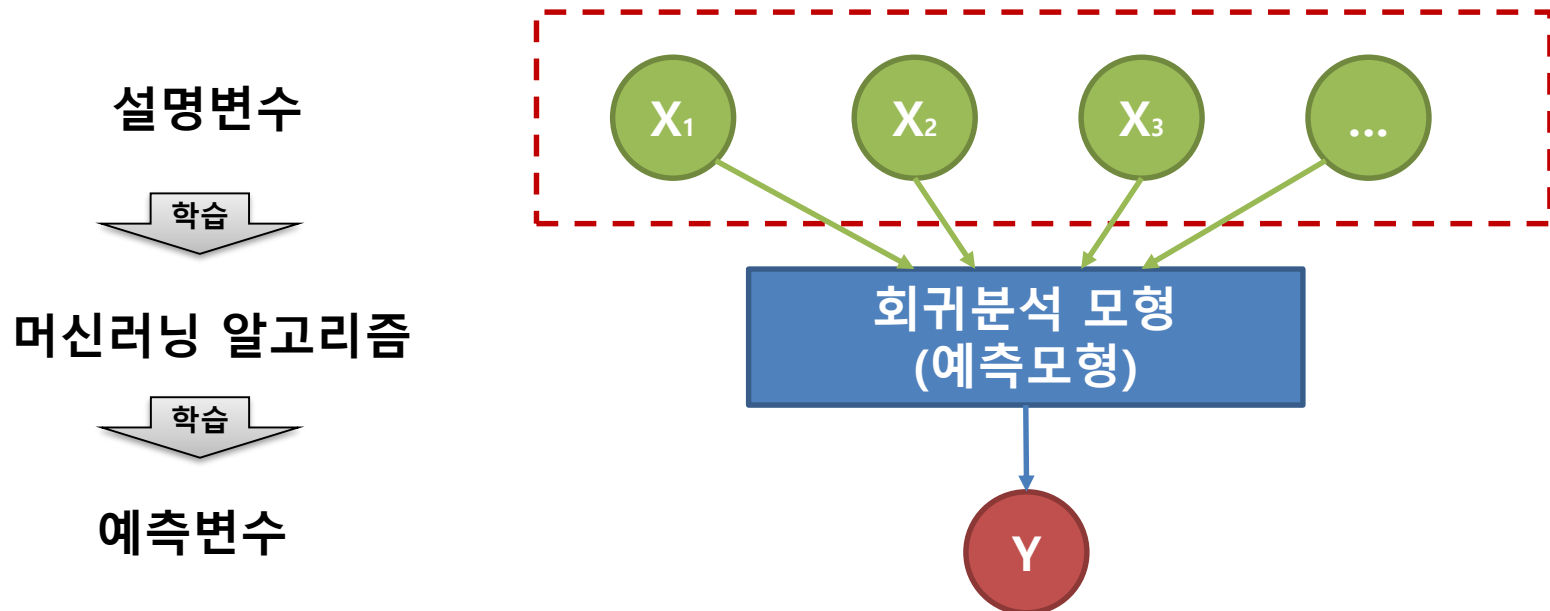 설명변수
학습
머신러닝 알고리즘
학습
예측변수
X₁
X₂
X₃
...
회귀분석 모형
(예측모형)
Y